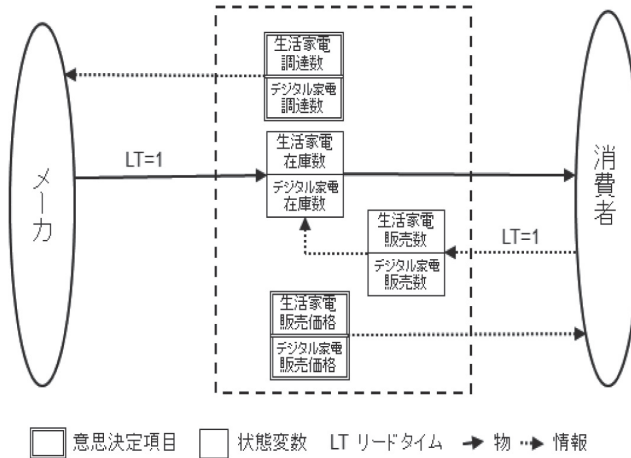 生活家電
調達数
デジタル家電
調達数
メーカ
LT=1
生活家電
在庫数
デジタル家電
在庫数
消費者
生活家電
販売数
デジタル家電
販売数
LT=1
生活家電
販売価格
デジタル家電
販売価格
意思決定項目 状態変数 LT リードタイム 物 情報